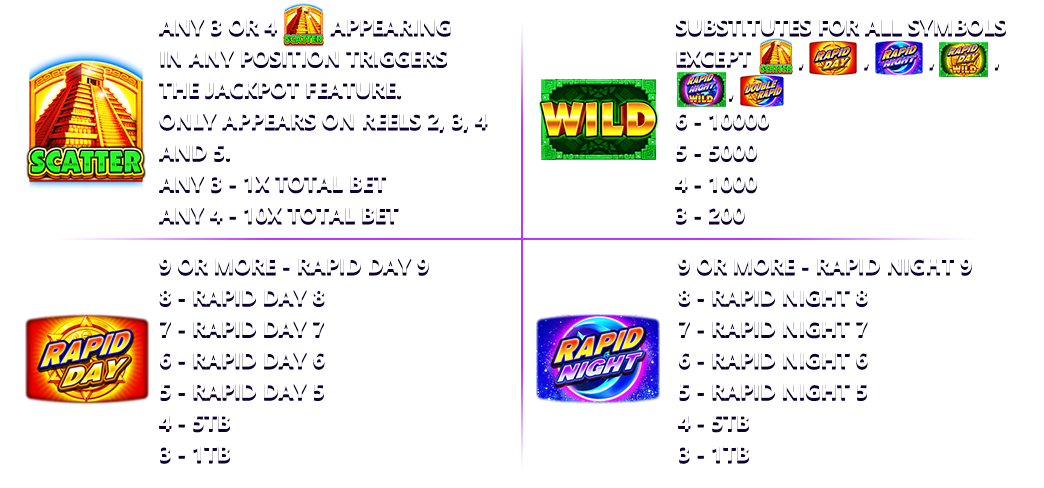 ANY 3 OR 4 SCATTER APPEARING
IN ANY POSITION TRIGGERS
THE JACKPOT FEATURE.
ONLY APPEARS ON REELS 2, 3, 4
AND 5.
ANY 3 - 1X TOTAL BET
ANY 4 - 10X TOTAL BET
SCATTER
SUBSTITUTES FOR ALL SYMBOLS
EXCEPT SCATTER , RAPID DAY , RAPID NIGHT , RAPID DAY WILD ,
RAPID NIGHT WILD , DOUBLE RAPID
6 - 10000
5 - 5000
4 - 1000
3 - 200
WILD
9 OR MORE - RAPID DAY 9
8 - RAPID DAY 8
7 - RAPID DAY 7
6 - RAPID DAY 6
5 - RAPID DAY 5
4 - 5TB
3 - 1TB
RAPID
DAY
9 OR MORE - RAPID NIGHT 9
8 - RAPID NIGHT 8
7 - RAPID NIGHT 7
6 - RAPID NIGHT 6
5 - RAPID NIGHT 5
4 - 5TB
3 - 1TB
RAPID
NIGHT